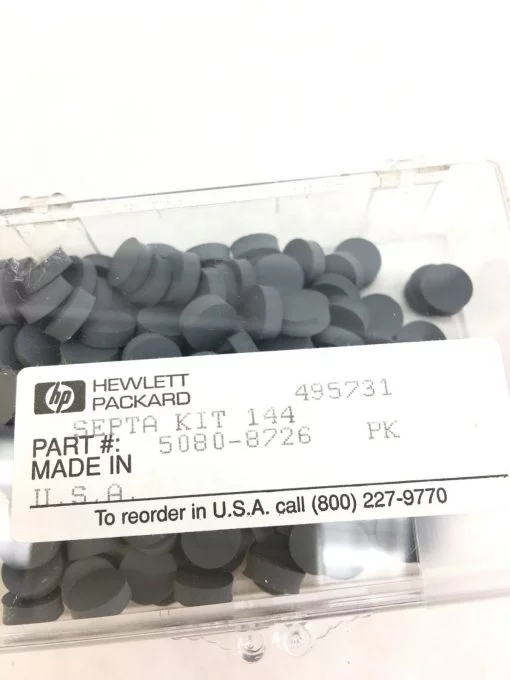 hp HEWLETT PACKARD 495731
SEPTA KIT 144
PART #: 5080-8726 PK
MADE IN
U.S.A.
To reorder in U.S.A. call (800) 227-9770